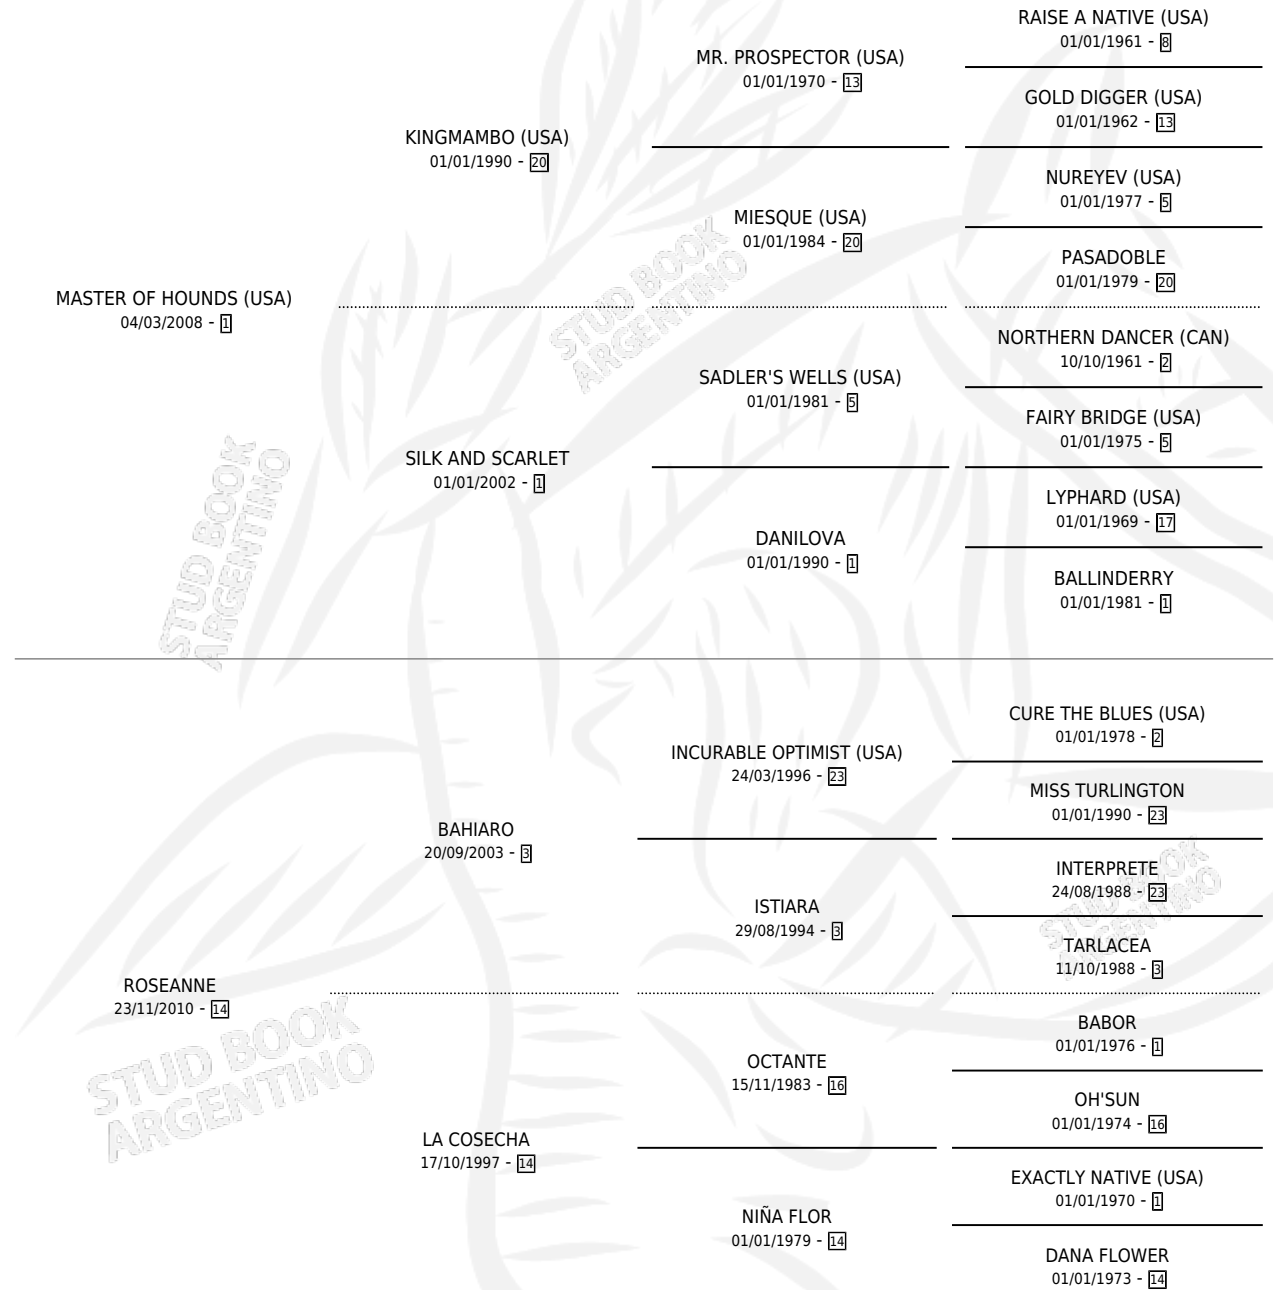 RAISE A NATIVE (USA)
01/01/1961 - 8
MR. PROSPECTOR (USA)
01/01/1970 - 13
GOLD DIGGER (USA)
01/01/1962 - 13
KINGMAMBO (USA)
01/01/1990 - 20
NUREYEV (USA)
01/01/1977 - 5
MIESQUE (USA)
01/01/1984 - 20
PASADOBLE
01/01/1979 - 20
MASTER OF HOUNDS (USA)
04/03/2008 - 1
NORTHERN DANCER (CAN)
10/10/1961 - 2
SADLER'S WELLS (USA)
01/01/1981 - 5
FAIRY BRIDGE (USA)
01/01/1975 - 5
SILK AND SCARLET
01/01/2002 - 1
LYPHARD (USA)
01/01/1969 - 17
DANILOVA
01/01/1990 - 1
BALLINDERRY
01/01/1981 - 1
STUD BOOK
ARGENTINO
STUD BOOK
ARGENTINO
CURE THE BLUES (USA)
01/01/1978 - 2
INCURABLE OPTIMIST (USA)
24/03/1996 - 23
MISS TURLINGTON
01/01/1990 - 23
BAHIARO
20/09/2003 - 3
INTERPRETE
24/08/1988 - 23
ISTIARA
29/08/1994 - 3
TARLACEA
11/10/1988 - 3
ROSEANNE
23/11/2010 - 14
BABOR
01/01/1976 - 1
OCTANTE
15/11/1983 - 16
OH'SUN
01/01/1974 - 16
LA COSECHA
17/10/1997 - 14
EXACTLY NATIVE (USA)
01/01/1970 - 1
NIÑA FLOR
01/01/1979 - 14
DANA FLOWER
01/01/1973 - 14
STUD BOOK
ARGENTINO
STUD BOOK
ARGENTINO